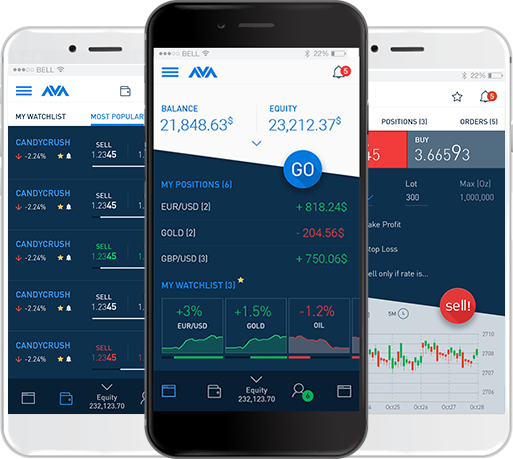 BELL
AVA
MY WATCHLIST MOST POPULAR
CANDYCRUSH
-2.24%
SELL
1.2345
CANDYCRUSH
-2.24%
SELL
1.2345
CANDYCRUSH
-2.24%
SELL
1.2345
CANDYCRUSH
-2.24%
SELL
1.2345
CANDYCRUSH
-2.24%
SELL
1.2345
Equity
232,123.70
BELL 22%
AVA
5
BALANCE EQUITY
21,848.63$ 23,212.37$
GO
MY POSITIONS (6)
EUR/USD (2) + 818.24$
GOLD (2) - 204.56$
GBP/USD (3) + 750.06$
MY WATCHLIST (3)
+3% +1.5% -1.2%
EUR/USD GOLD OIL
Equity
232,123.70
6
22%
5
POSITIONS (3) ORDERS (5)
45
BUY
3.66593
Lot Max (Oz)
300 1,000,000
ake Profit
top Loss
ell only if rate is...
sell!
5M
2710
2708
2706
Oct25 Oct26 Oct27 Oct28